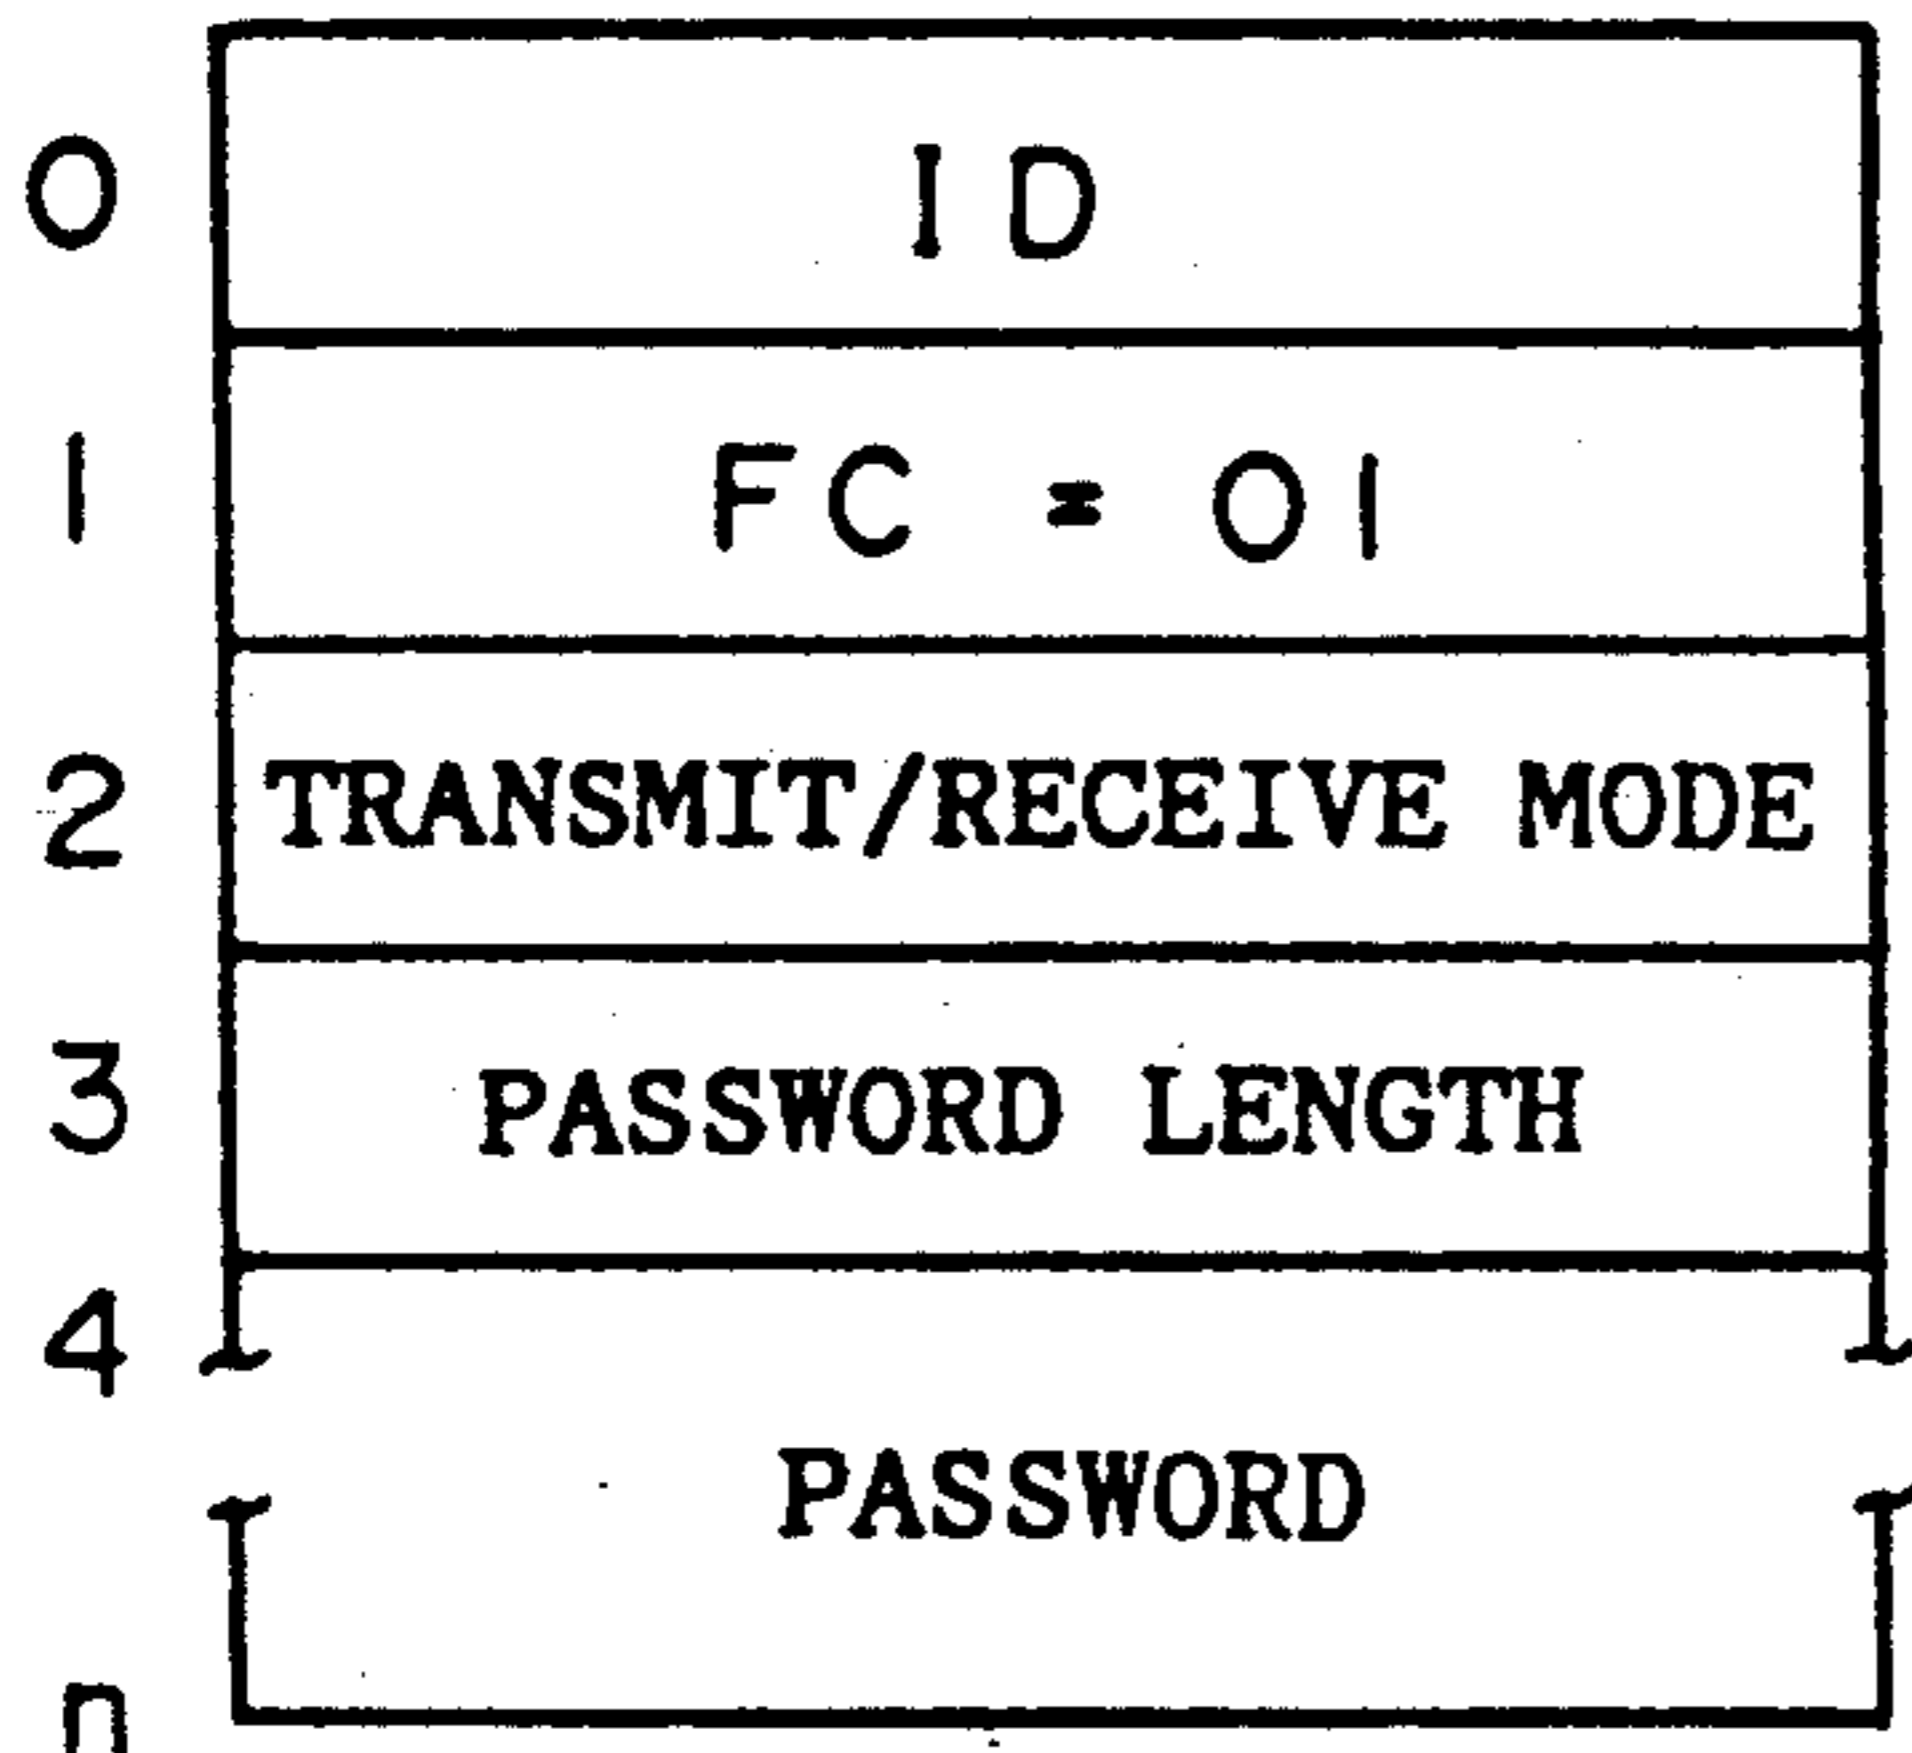 0 ID
1 FC = 01
2 TRANSMIT/RECEIVE MODE
3 PASSWORD LENGTH
4
PASSWORD
n